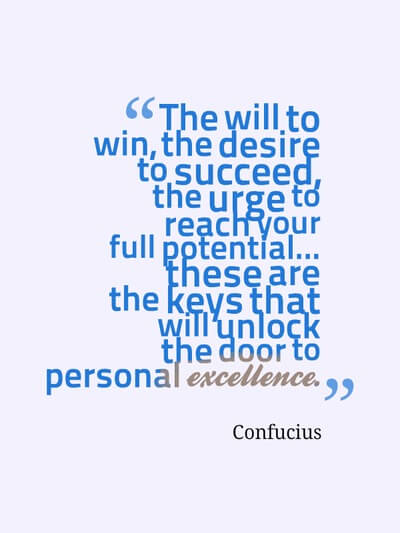 “The will to
win, the desire
to succeed,
the urge to
reach your
full potential...
these are
the keys that
will unlock
the door to
personal excellence.”
Confucius